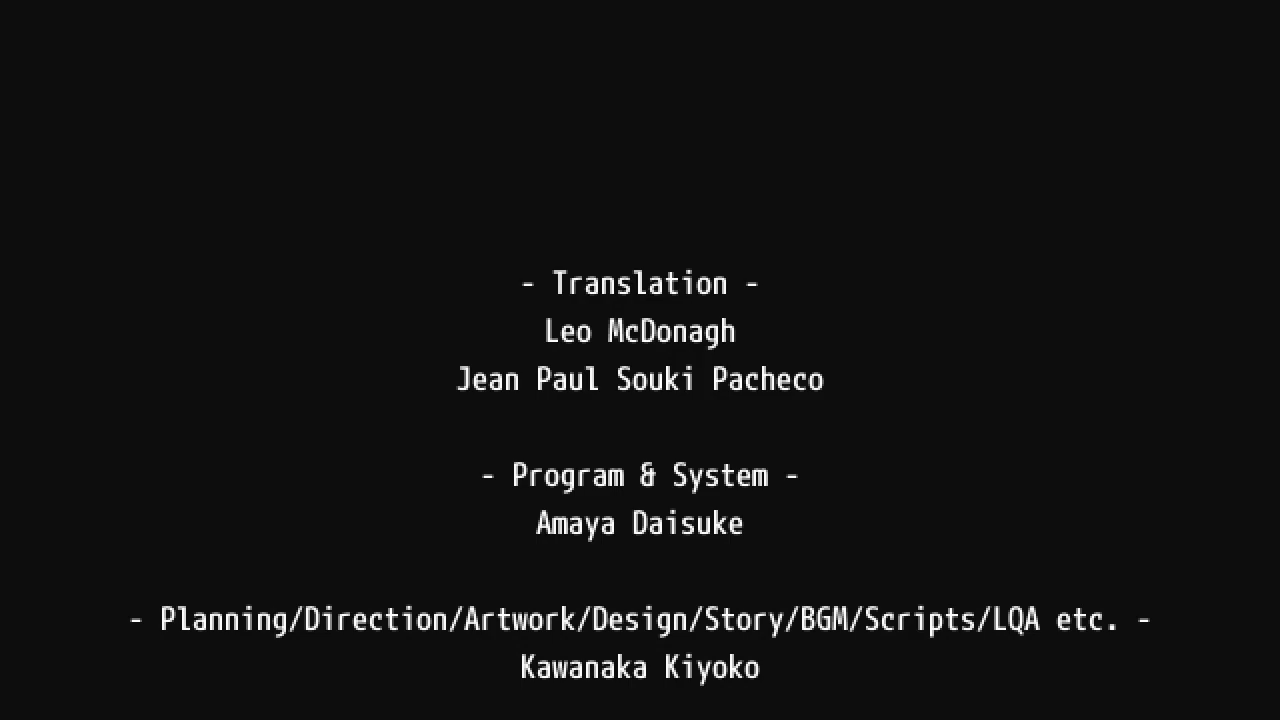 - Translation -
Leo McDonagh
Jean Paul Souki Pacheco
- Program & System -
Amaya Daisuke
- Planning/Direction/Artwork/Design/Story/BGM/Scripts/LQA etc. -
Kawanaka Kiyoko